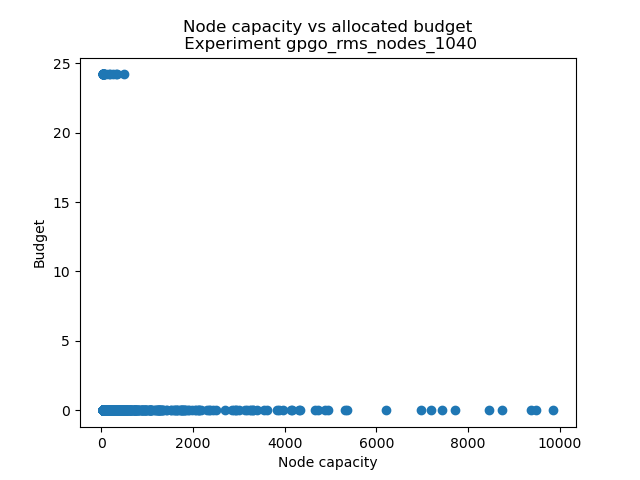 Node capacity vs allocated budget
Experiment gpgo_rms_nodes_1040
25
20
15
10
5
0
Budget
0 2000 4000 6000 8000 10000
Node capacity